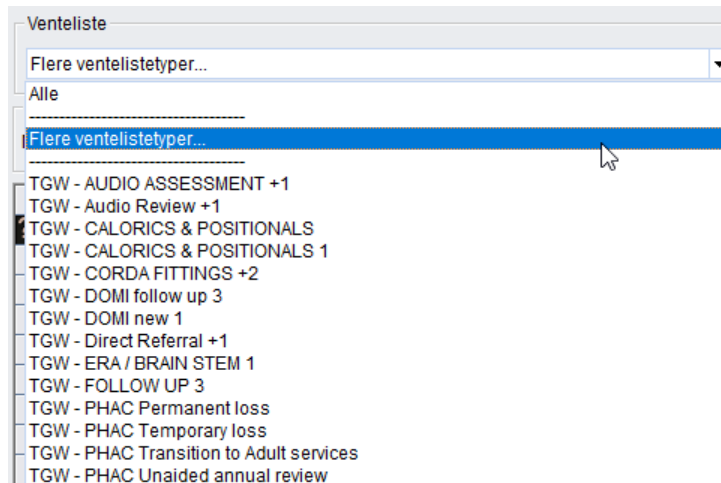 Venteliste
Flere ventelistetyper...
Alle
------------------------------------
Flere ventelistetyper...
------------------------------------
TGW - AUDIO ASSESSMENT +1
TGW - Audio Review +1
TGW - CALORICS & POSITIONALS
TGW - CALORICS & POSITIONALS 1
TGW - CORDA FITTINGS +2
TGW - DOMI follow up 3
TGW - DOMI new 1
TGW - Direct Referral +1
TGW - ERA / BRAIN STEM 1
TGW - FOLLOW UP 3
TGW - PHAC Permanent loss
TGW - PHAC Temporary loss
TGW - PHAC Transition to Adult services
TGW - PHAC Unaided annual review